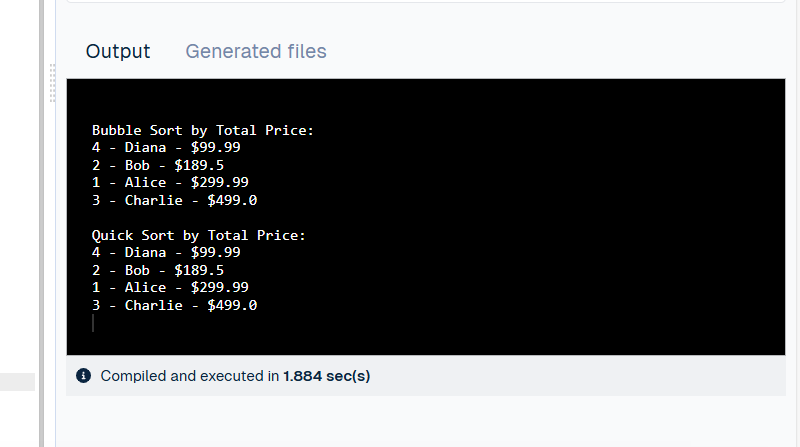 Output Generated files
Bubble Sort by Total Price:
4 - Diana - $99.99
2 - Bob - $189.5
1 - Alice - $299.99
3 - Charlie - $499.0
Quick Sort by Total Price:
4 - Diana - $99.99
2 - Bob - $189.5
1 - Alice - $299.99
3 - Charlie - $499.0
Compiled and executed in 1.884 sec(s)